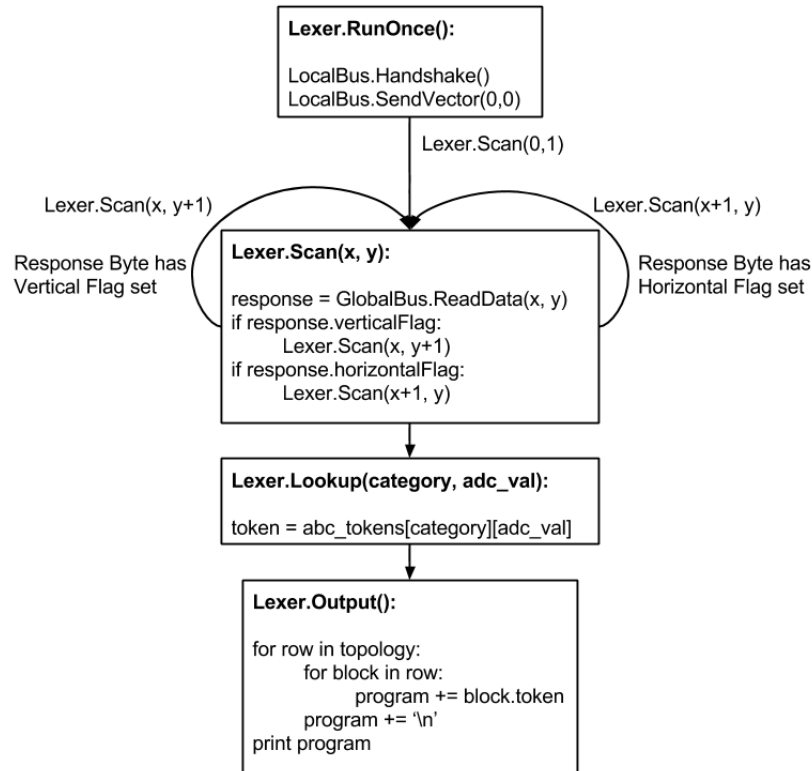 Lexer.RunOnce():
LocalBus.Handshake()
LocalBus.SendVector(0,0)
Lexer.Scan(0,1)
Lexer.Scan(x, y+1)
Lexer.Scan(x+1, y)
Response Byte has
Vertical Flag set
Response Byte has
Horizontal Flag set
Lexer.Scan(x, y):
response = GlobalBus.ReadData(x, y)
if response.verticalFlag:
Lexer.Scan(x, y+1)
if response.horizontalFlag:
Lexer.Scan(x+1, y)
Lexer.Lookup(category, adc_val):
token = abc_tokens[category][adc_val]
Lexer.Output():
for row in topology:
for block in row:
program += block.token
program += ‘\n’
print program